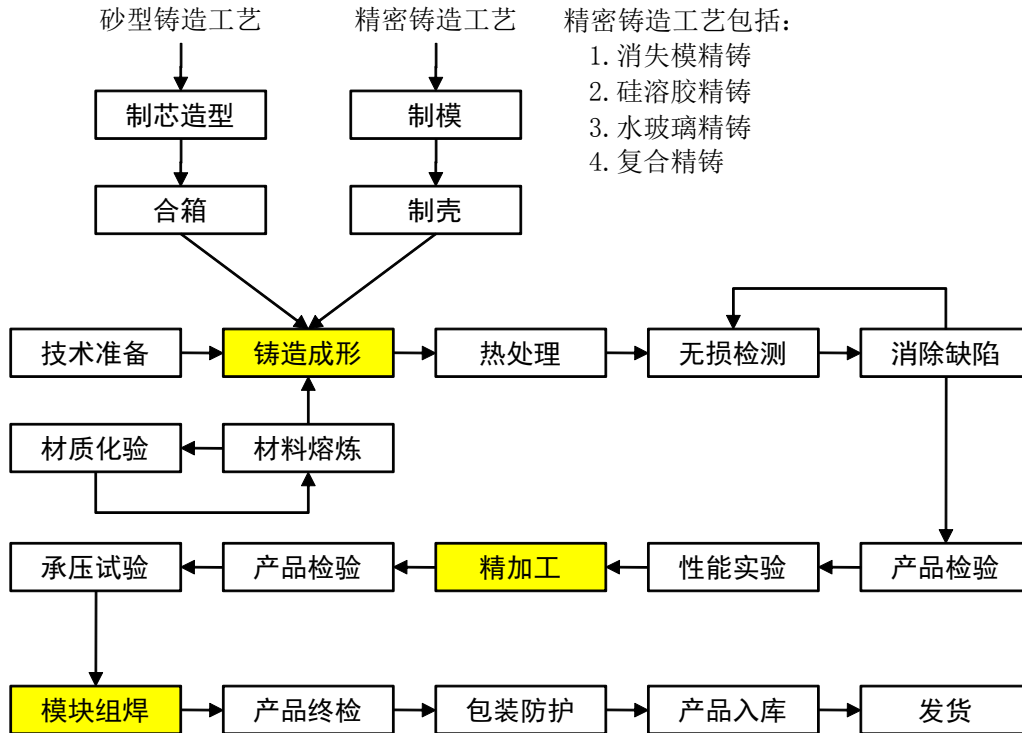 砂型铸造工艺
精密铸造工艺
精密铸造工艺包括：
1.消失模精铸
2.硅溶胶精铸
3.水玻璃精铸
4.复合精铸
制芯造型
制模
合箱
制壳
技术准备
铸造成形
热处理
无损检测
消除缺陷
材质化验
材料熔炼
承压试验
产品检验
精加工
性能实验
产品检验
模块组焊
产品终检
包装防护
产品入库
发货